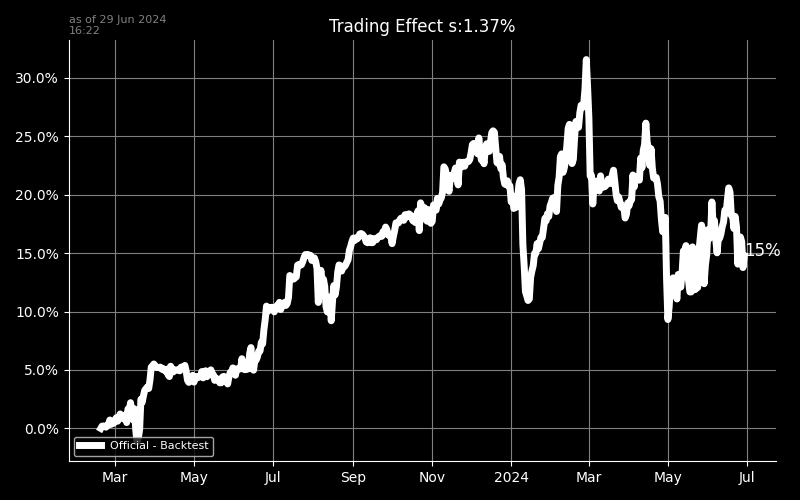 as of 29 Jun 2024
16:22
Trading Effect s:1.37%
30.0%
25.0%
20.0%
15.0%
10.0%
5.0%
0.0%
15%
Official - Backtest
Mar May Jul Sep Nov 2024 Mar May Jul